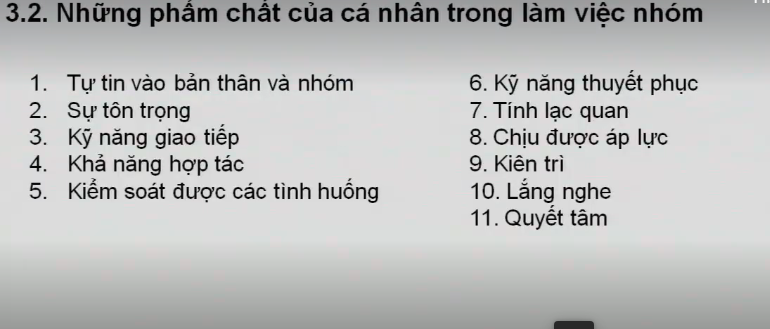 3.2. Những phẩm chất của cá nhân trong làm việc nhóm
1. Tự tin vào bản thân và nhóm
2. Sự tôn trọng
3. Kỹ năng giao tiếp
4. Khả năng hợp tác
5. Kiểm soát được các tình huống
6. Kỹ năng thuyết phục
7. Tính lạc quan
8. Chịu được áp lực
9. Kiên trì
10. Lắng nghe
11. Quyết tâm